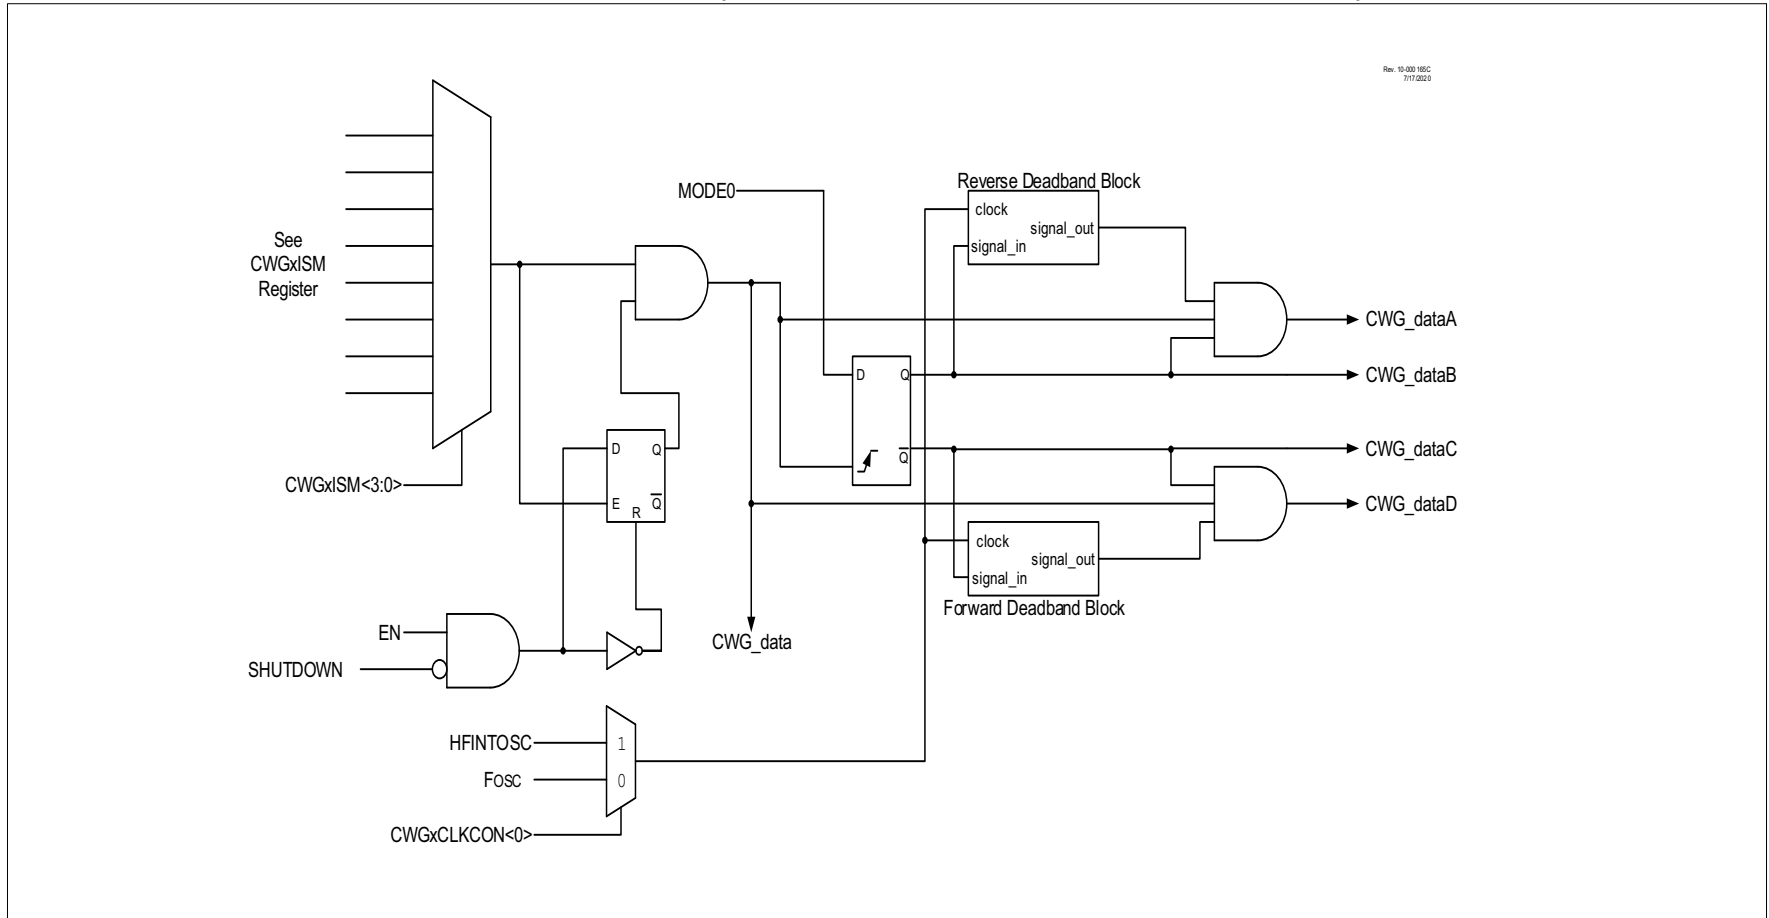 Rev. 10-000 165C
7/17/2020
Reverse Deadband Block
MODE0
clock
signal_out
signal_in
See
CWGxISM
Register
CWG_dataA
D
Q
CWG_dataB
Q
CWG_dataC
D
Q
CWGxISM<3:0>
E
Q
R
CWG_dataD
clock
signal_out
signal_in
Forward Deadband Block
EN
CWG_data
SHUTDOWN
HFINTOSC
1
FOSC
0
CWGxCLKCON<0>